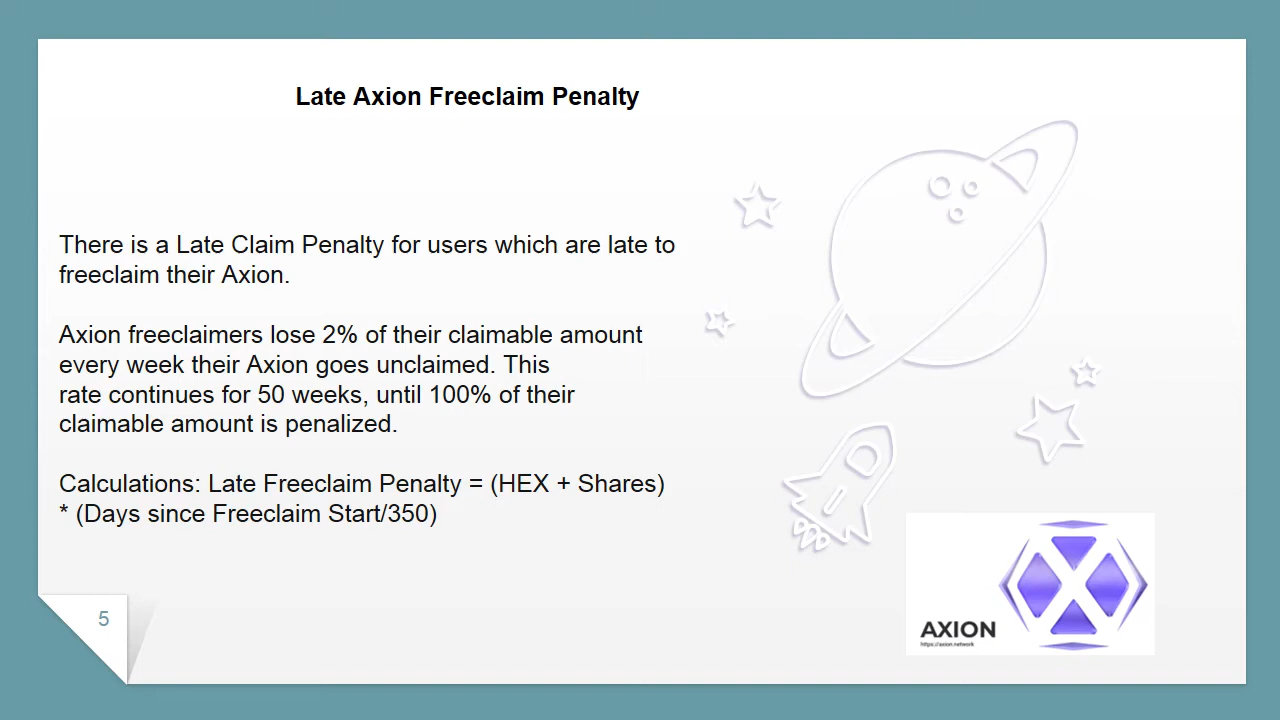 Late Axion Freeclaim Penalty
There is a Late Claim Penalty for users which are late to
freeclaim their Axion.
Axion freeclaimers lose 2% of their claimable amount
every week their Axion goes unclaimed. This
rate continues for 50 weeks, until 100% of their
claimable amount is penalized.
Calculations: Late Freeclaim Penalty = (HEX + Shares)
* (Days since Freeclaim Start/350)
5
AXION
https://axion.network